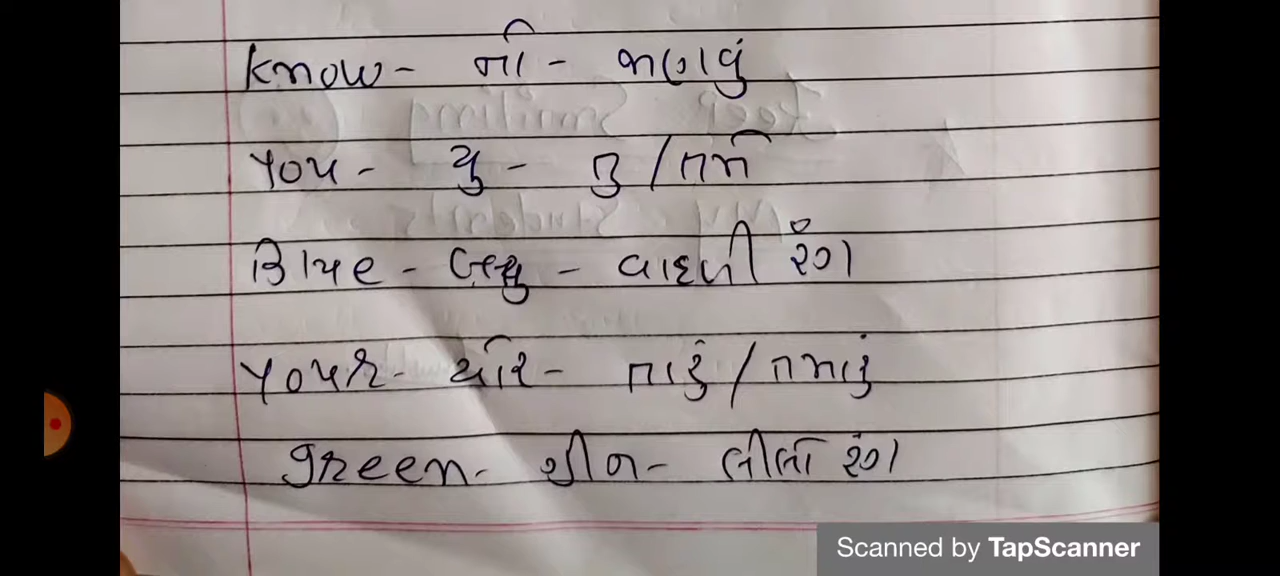 Know - નો - જાણવું
You - યુ - તુ / તમે
Blue - બ્લ્યુ - વાદળી રંગ
Your - યોર - તારું / તમારું
green - ગ્રીન - લીલો રંગ
Scanned by TapScanner